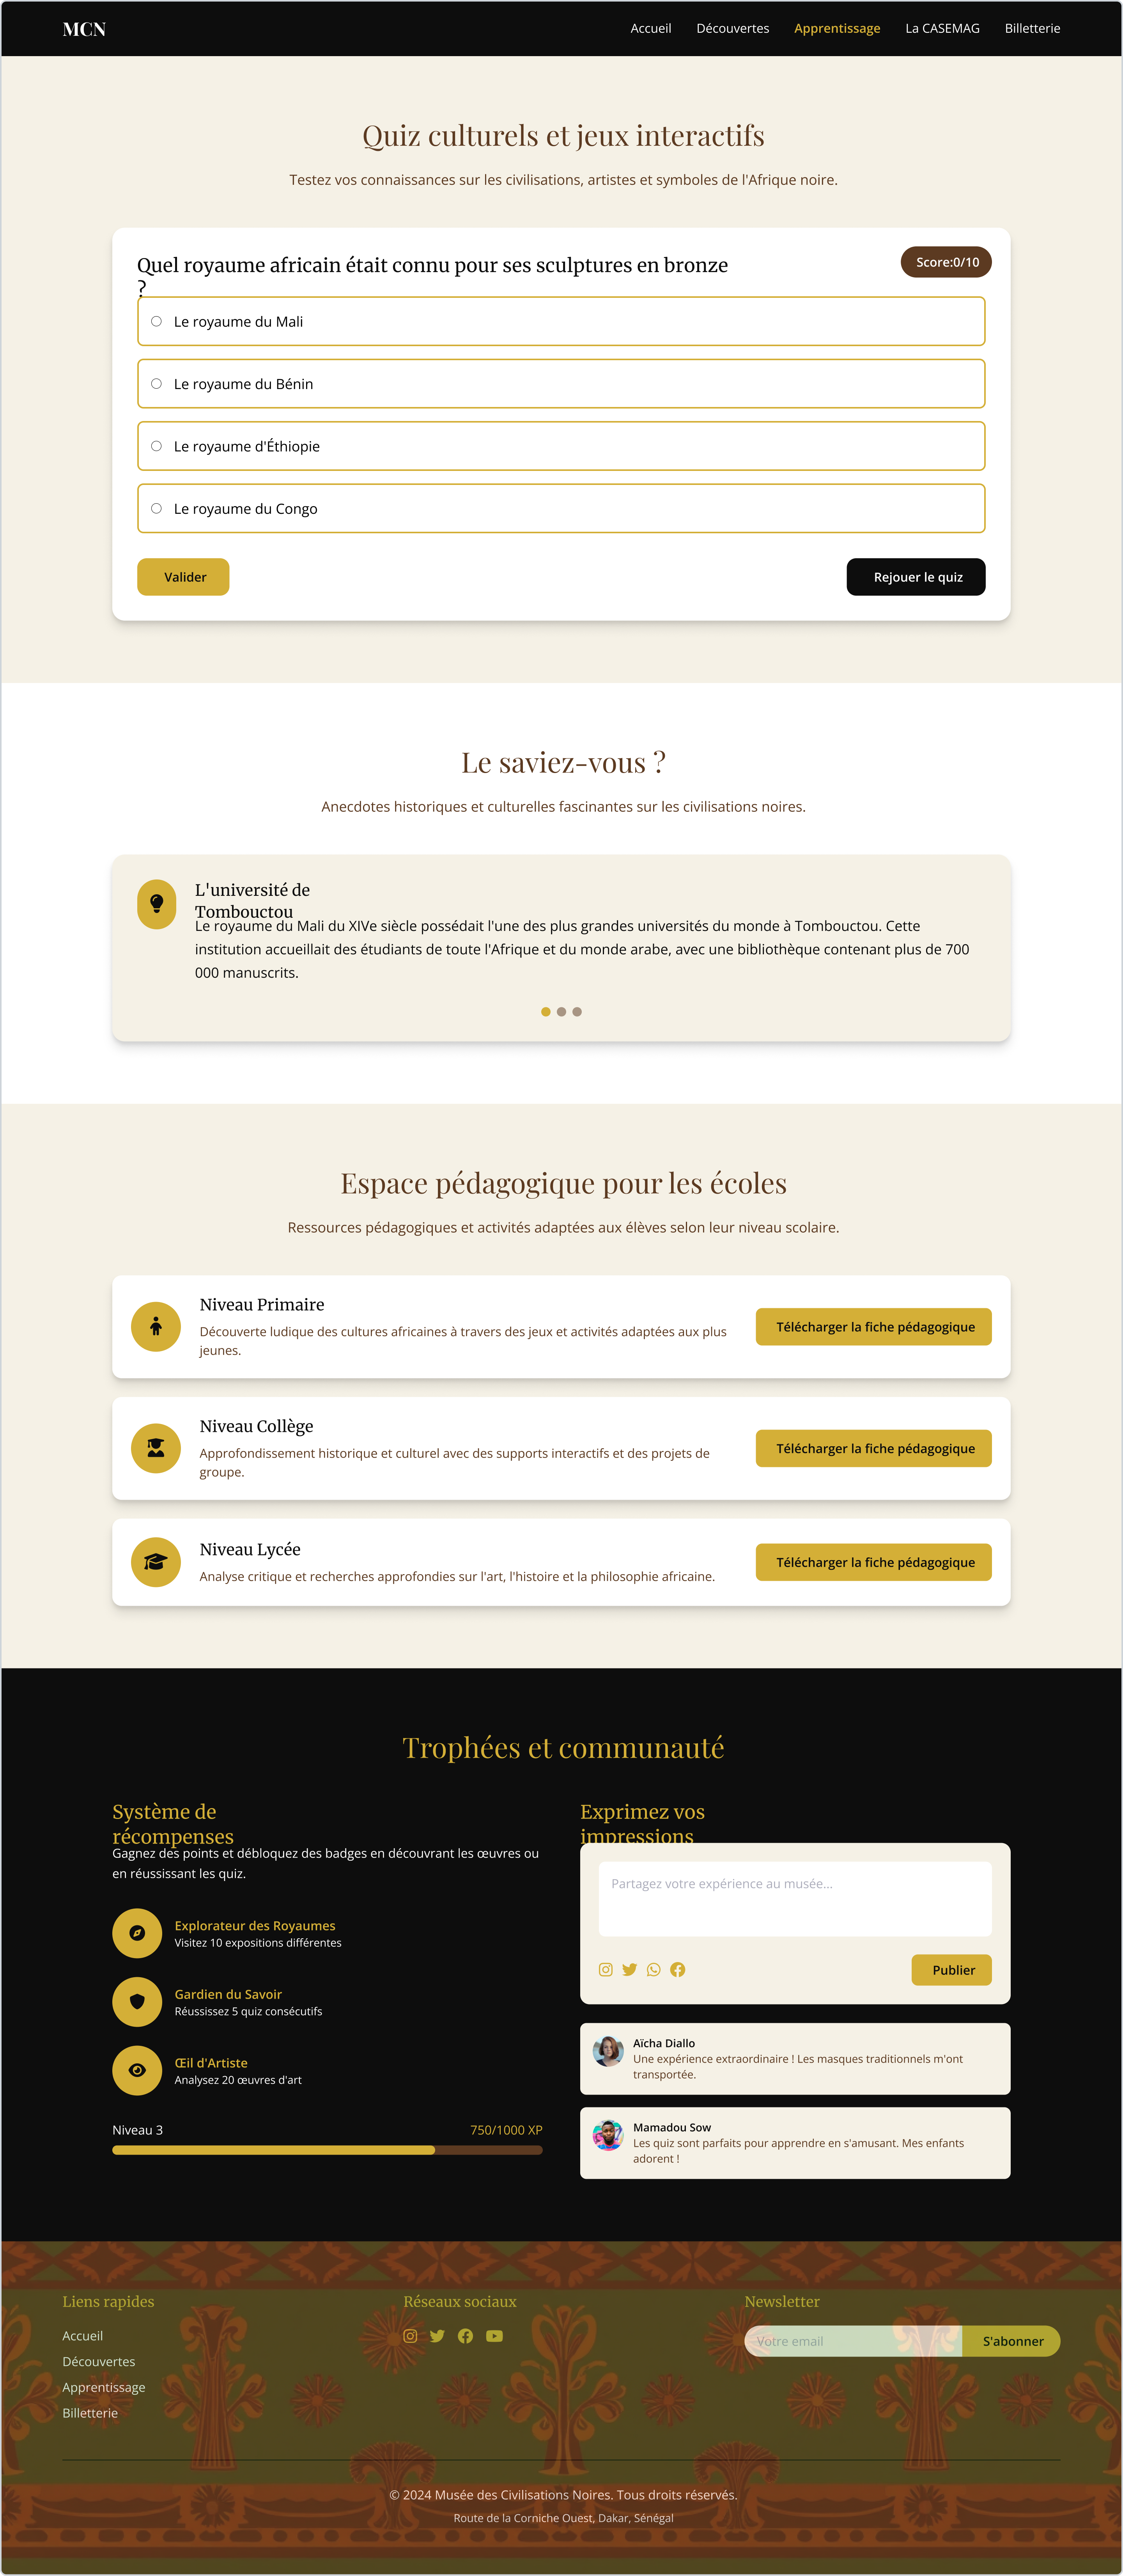 MCN
Accueil
Découvertes
Apprentissage
La CASEMAG
Billetterie
Quiz culturels et jeux interactifs
Testez vos connaissances sur les civilisations, artistes et symboles de l'Afrique noire.
Quel royaume africain était connu pour ses sculptures en bronze
?
Score:0/10
Le royaume du Mali
Le royaume du Bénin
Le royaume d'Éthiopie
Le royaume du Congo
Valider
Rejouer le quiz
Le saviez-vous ?
Anecdotes historiques et culturelles fascinantes sur les civilisations noires.
L'université de
Tombouctou
Le royaume du Mali du XIVe siècle possédait l'une des plus grandes universités du monde à Tombouctou. Cette
institution accueillait des étudiants de toute l'Afrique et du monde arabe, avec une bibliothèque contenant plus de 700
000 manuscrits.
Espace pédagogique pour les écoles
Ressources pédagogiques et activités adaptées aux élèves selon leur niveau scolaire.
Niveau Primaire
Découverte ludique des cultures africaines à travers des jeux et activités adaptées aux plus
jeunes.
Télécharger la fiche pédagogique
Niveau Collège
Approfondissement historique et culturel avec des supports interactifs et des projets de
groupe.
Télécharger la fiche pédagogique
Niveau Lycée
Analyse critique et recherches approfondies sur l'art, l'histoire et la philosophie africaine.
Télécharger la fiche pédagogique
Trophées et communauté
Système de
récompenses
Gagnez des points et débloquez des badges en découvrant les œuvres ou
en réussissant les quiz.
Explorateur des Royaumes
Visitez 10 expositions différentes
Gardien du Savoir
Réussissez 5 quiz consécutifs
Œil d'Artiste
Analysez 20 œuvres d'art
Niveau 3
750/1000 XP
Exprimez vos
impressions
Partagez votre expérience au musée...
Publier
Aïcha Diallo
Une expérience extraordinaire ! Les masques traditionnels m'ont
transportée.
Mamadou Sow
Les quiz sont parfaits pour apprendre en s'amusant. Mes enfants
adorent !
Liens rapides
Accueil
Découvertes
Apprentissage
Billetterie
Réseaux sociaux
Newsletter
Votre email
S'abonner
© 2024 Musée des Civilisations Noires. Tous droits réservés.
Route de la Corniche Ouest, Dakar, Sénégal